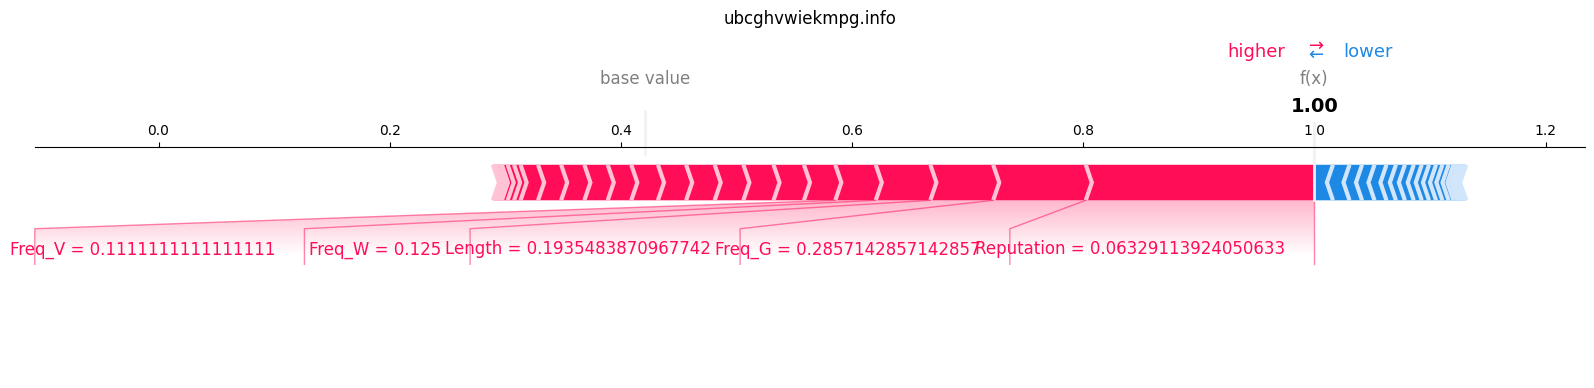 ubcghvwiekmpg.info
higher ⇄ lower
base value f(x)
1.00
0.0 0.2 0.4 0.6 0.8 1.0 1.2
Freq_V = 0.1111111111111111 Freq_W = 0.125 Length = 0.1935483870967742 Freq_G = 0.2857142857142857 Reputation = 0.06329113924050633